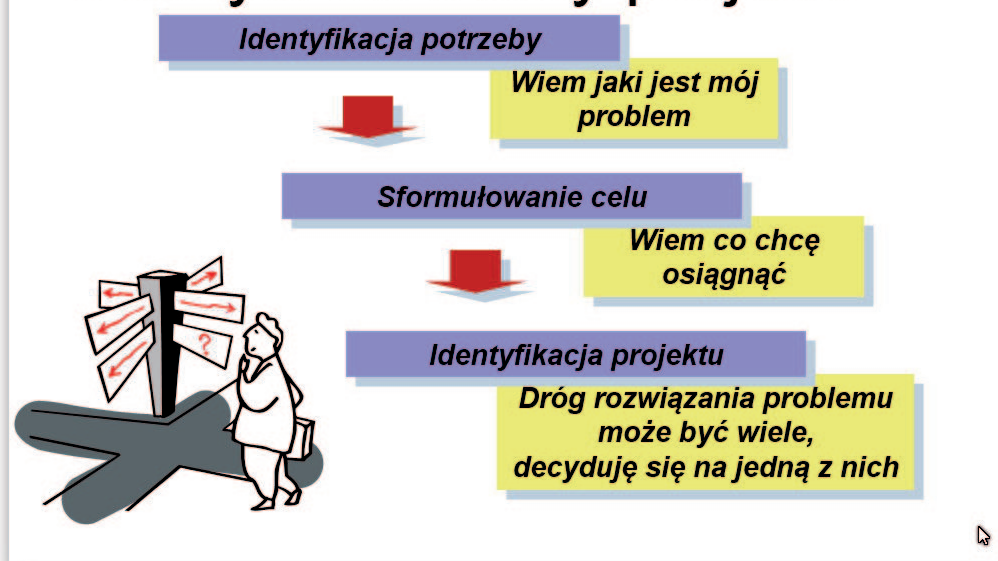 Identyfikacja potrzeby
Wiem jaki jest mój
problem
Sformułowanie celu
Wiem co chcę
osiągnąć
?
Identyfikacja projektu
Dróg rozwiązania problemu
może być wiele,
decyduję się na jedną z nich